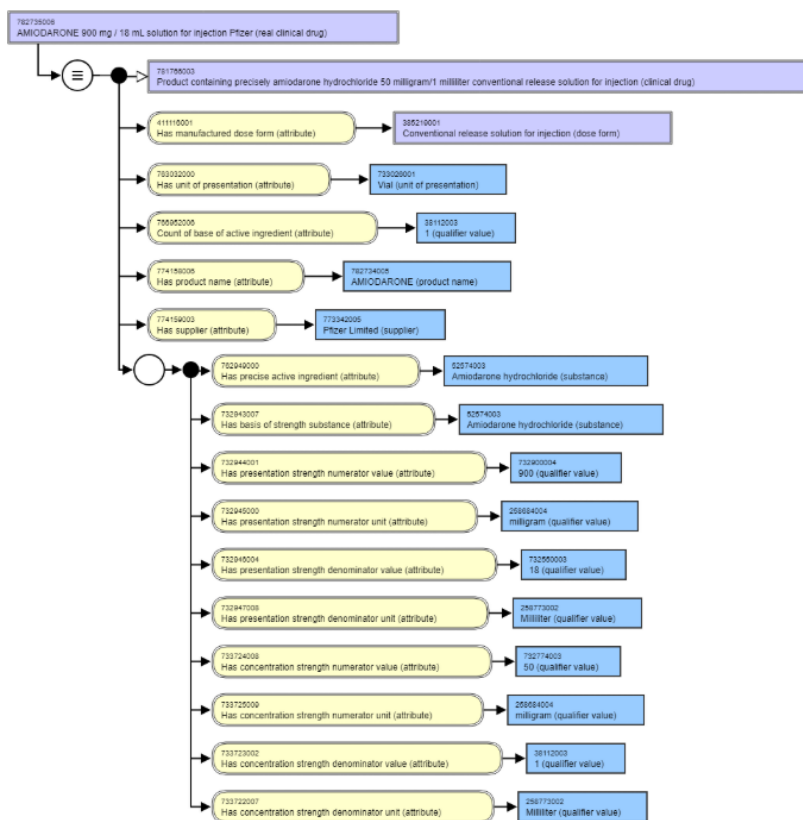 782735006
AMIODARONE 900 mg / 18 mL solution for injection Pfizer (real clinical drug)
781756003
Product containing precisely amiodarone hydrochloride 50 milligram/1 milliliter conventional release solution for injection (clinical drug)
411116001
Has manufactured dose form (attribute)
385219001
Conventional release solution for injection (dose form)
763032000
Has unit of presentation (attribute)
733026001
Vial (unit of presentation)
766952006
Count of base of active ingredient (attribute)
38112003
1 (qualifier value)
774158006
Has product name (attribute)
782734005
AMIODARONE (product name)
774159003
Has supplier (attribute)
773342005
Pfizer Limited (supplier)
762949000
Has precise active ingredient (attribute)
52574003
Amiodarone hydrochloride (substance)
732943007
Has basis of strength substance (attribute)
52574003
Amiodarone hydrochloride (substance)
732944001
Has presentation strength numerator value (attribute)
732900004
900 (qualifier value)
732945000
Has presentation strength numerator unit (attribute)
258684004
milligram (qualifier value)
732946004
Has presentation strength denominator value (attribute)
732560003
18 (qualifier value)
732947008
Has presentation strength denominator unit (attribute)
258773002
Milliliter (qualifier value)
733724008
Has concentration strength numerator value (attribute)
732774003
50 (qualifier value)
733725009
Has concentration strength numerator unit (attribute)
258684004
milligram (qualifier value)
733723002
Has concentration strength denominator value (attribute)
38112003
1 (qualifier value)
733722007
Has concentration strength denominator unit (attribute)
258773002
Milliliter (qualifier value)